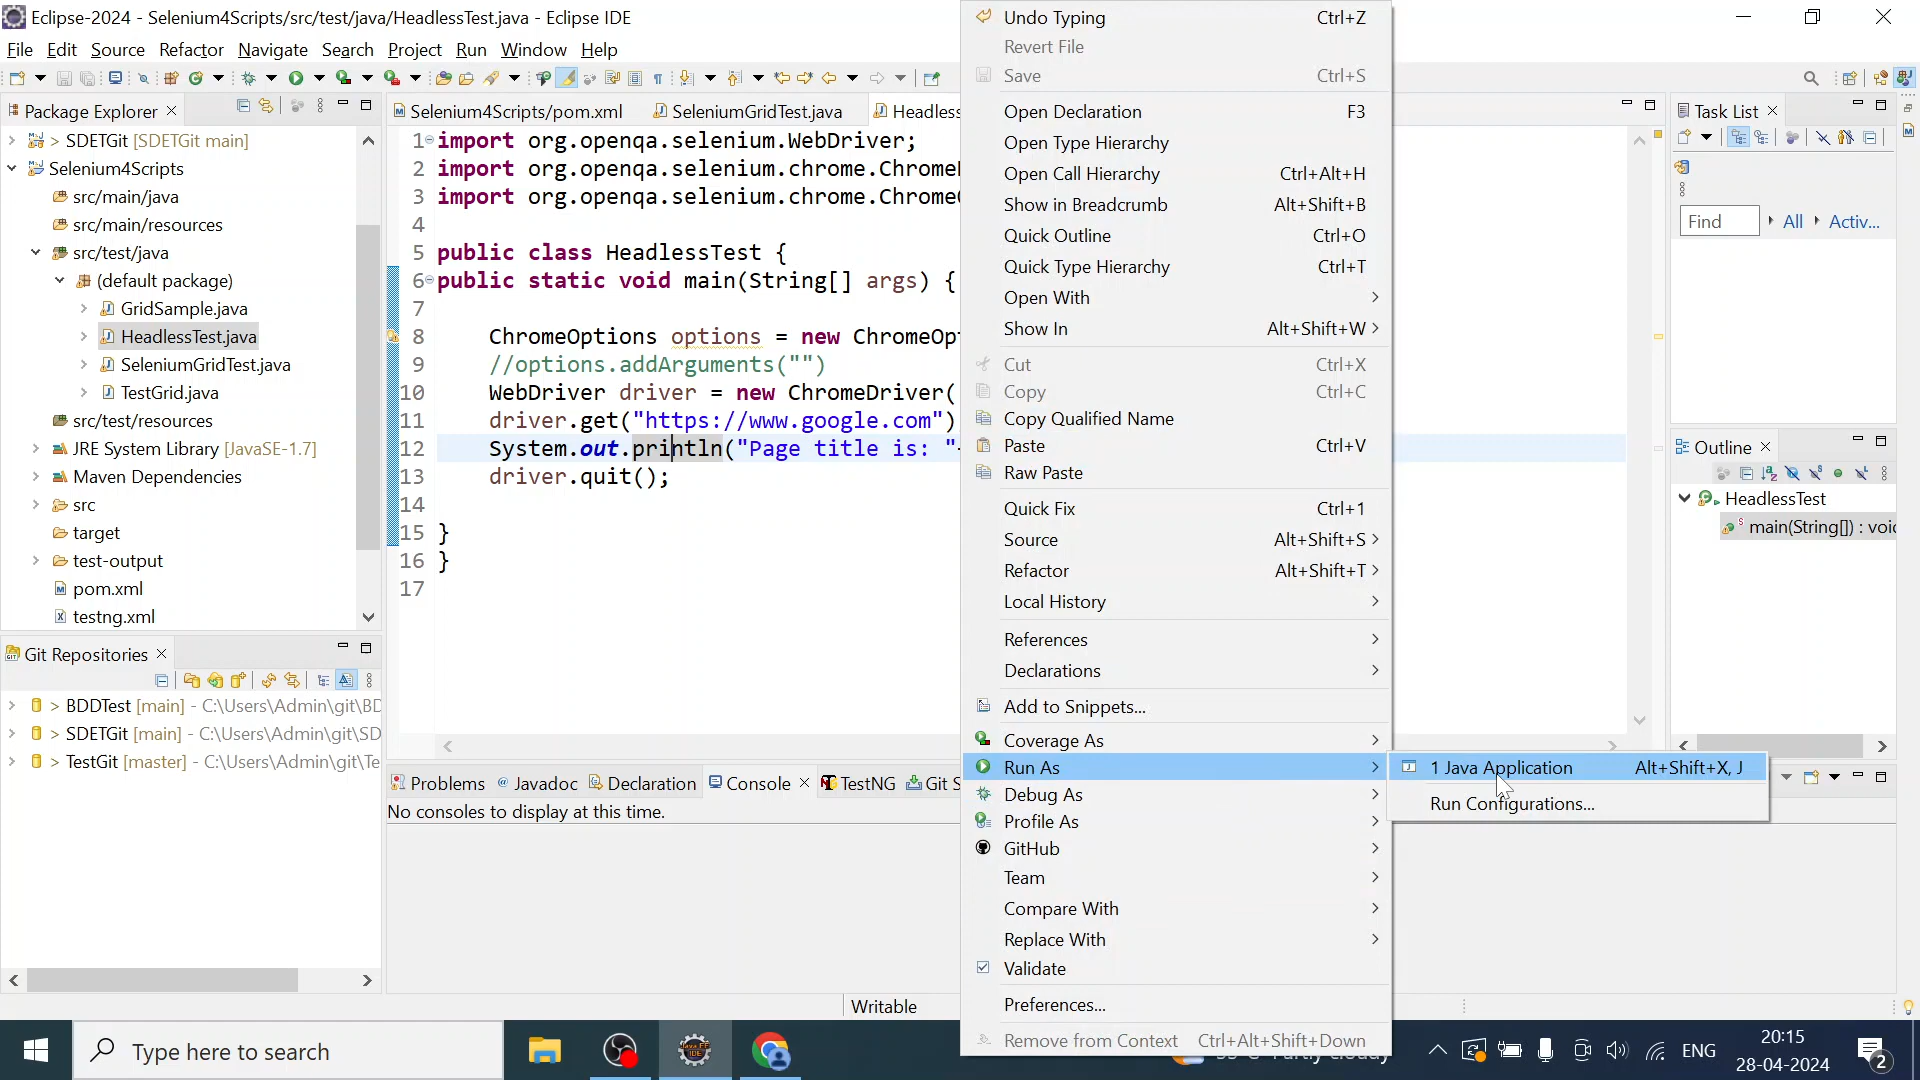 Eclipse-2024 - Selenium4Scripts/src/test/java/HeadlessTest.java - Eclipse IDE
File Edit Source Refactor Navigate Search Project Run Window Help
Package Explorer
> SDETGit [SDETGit main]
Selenium4Scripts
src/main/java
src/main/resources
src/test/java
(default package)
GridSample.java
HeadlessTest.java
SeleniumGridTest.java
TestGrid.java
src/test/resources
JRE System Library [JavaSE-1.7]
Maven Dependencies
src
target
test-output
pom.xml
testng.xml
Git Repositories
> BDDTest [main] - C:\Users\Admin\git\BD
> SDETGit [main] - C:\Users\Admin\git\SD
> TestGit [master] - C:\Users\Admin\git\Te
Selenium4Scripts/pom.xml SeleniumGridTest.java Headless
1 import org.openqa.selenium.WebDriver;
2 import org.openqa.selenium.chrome.Chrome
3 import org.openqa.selenium.chrome.Chrome
4
5 public class HeadlessTest {
6 public static void main(String[] args) {
7
8 ChromeOptions options = new ChromeOp
9 //options.addArguments("")
10 WebDriver driver = new ChromeDriver(
11 driver.get("https://www.google.com")
12 System.out.println("Page title is: "
13 driver.quit();
14
15 }
16 }
17
Problems Javadoc Declaration Console TestNG Git S
No consoles to display at this time.
Writable
Undo Typing Ctrl+Z
Revert File
Save Ctrl+S
Open Declaration F3
Open Type Hierarchy
Open Call Hierarchy Ctrl+Alt+H
Show in Breadcrumb Alt+Shift+B
Quick Outline Ctrl+O
Quick Type Hierarchy Ctrl+T
Open With
Show In Alt+Shift+W
Cut Ctrl+X
Copy Ctrl+C
Copy Qualified Name
Paste Ctrl+V
Raw Paste
Quick Fix Ctrl+1
Source Alt+Shift+S
Refactor Alt+Shift+T
Local History
References
Declarations
Add to Snippets...
Coverage As
Run As
Debug As
Profile As
GitHub
Team
Compare With
Replace With
Validate
Preferences...
Remove from Context Ctrl+Alt+Shift+Down
1 Java Application Alt+Shift+X, J
Run Configurations...
Task List
Find All Activ...
Outline
HeadlessTest
main(String[]) : voi
Type here to search
ENG
20:15
28-04-2024
2